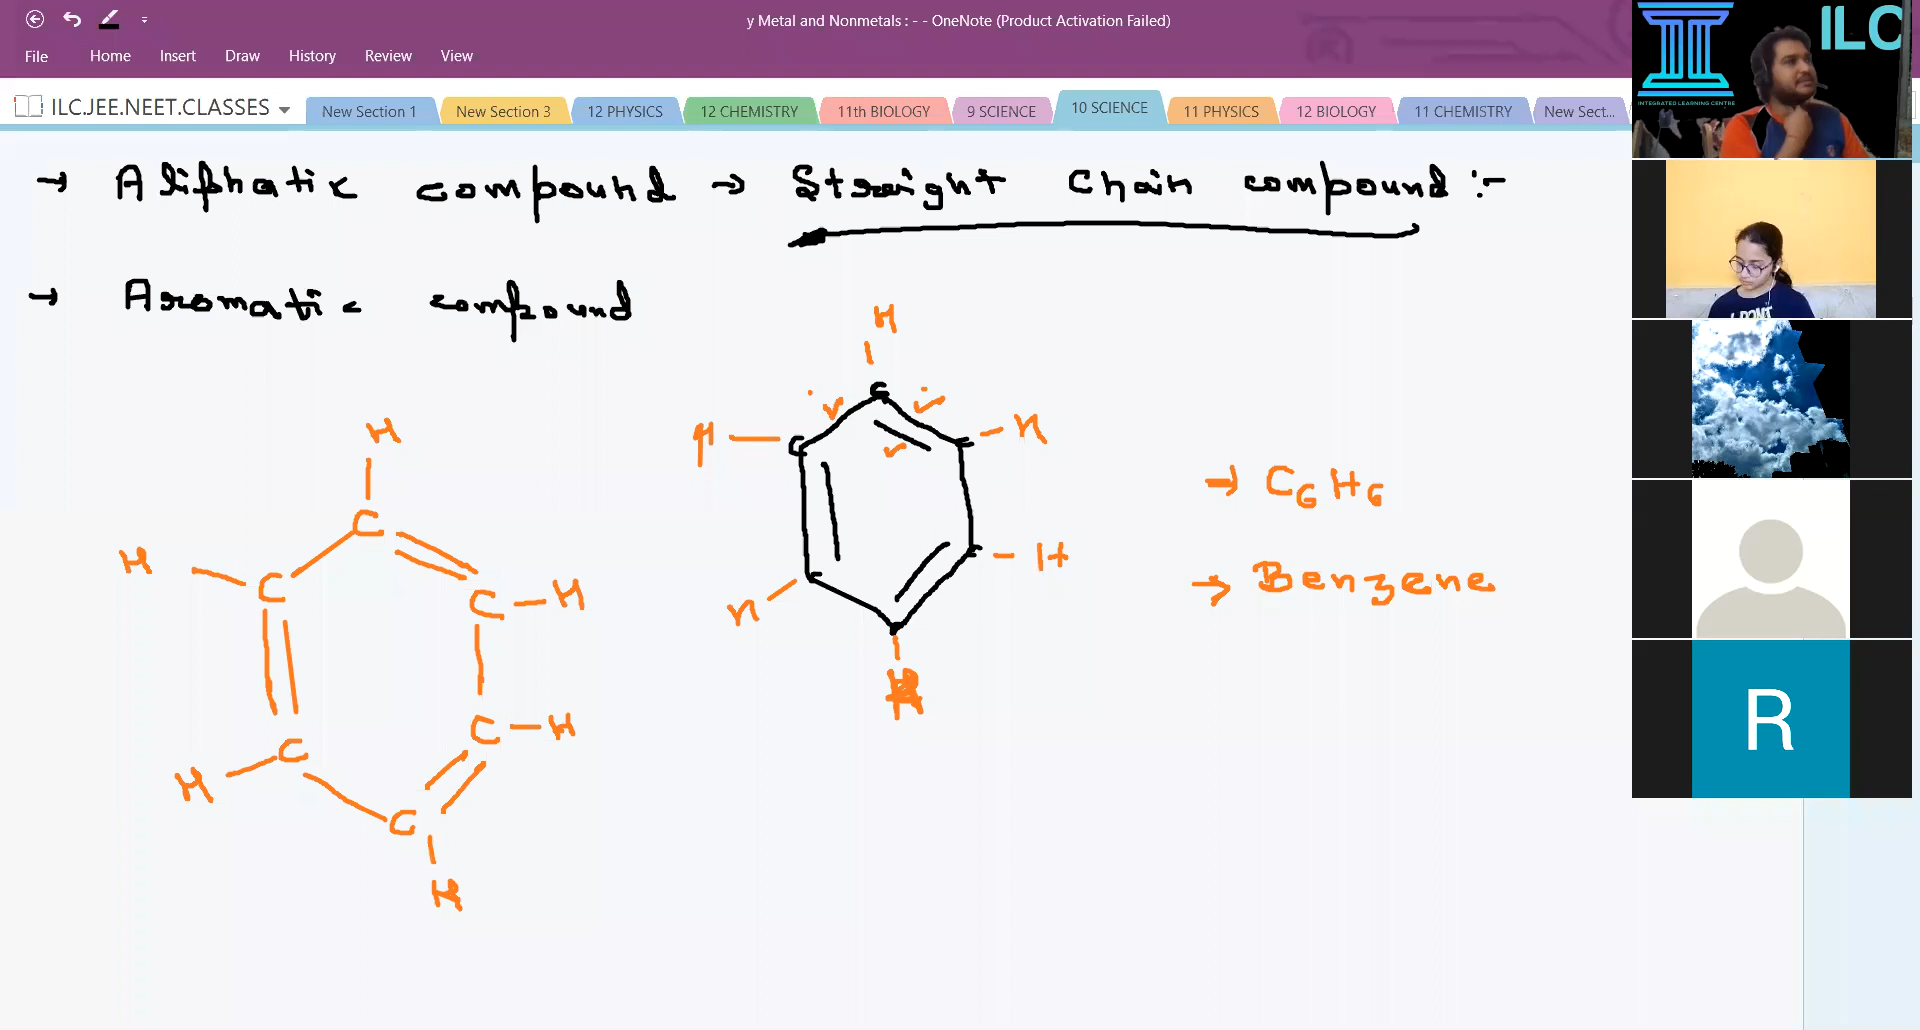 y Metal and Nonmetals : - - OneNote (Product Activation Failed)
File Home Insert Draw History Review View
ILC.JEE.NEET.CLASSES New Section 1 New Section 3 12 PHYSICS 12 CHEMISTRY 11th BIOLOGY 9 SCIENCE 10 SCIENCE 11 PHYSICS 12 BIOLOGY 11 CHEMISTRY New Sect...
ILC
INTEGRATED LEARNING CENTRE
→ Aliphatic compound → Straight Chain compound :-
→ Aromatic compound
H
H C H
C C
H C H
C C
H
H
H C
C C H
C H
H C
C
H
→ C6H6
→ Benzene
R